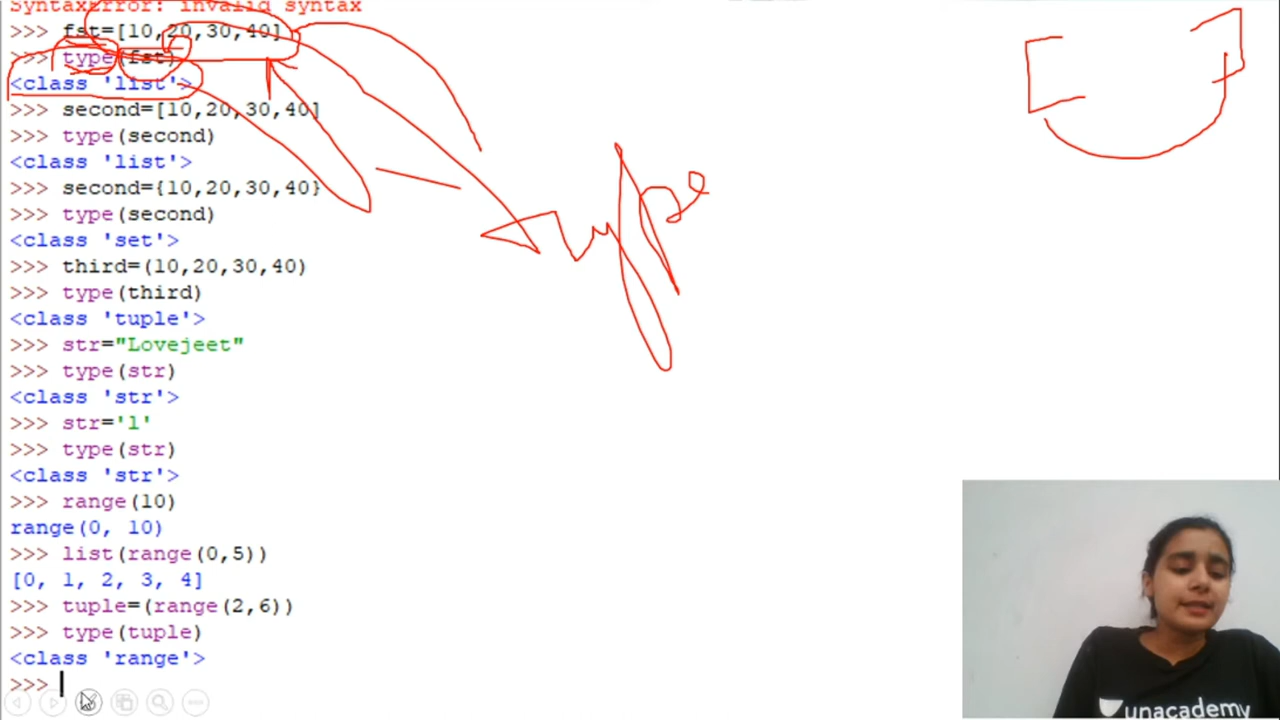 SyntaxError: invalid syntax
>>> fst=[10,20,30,40]
>>> type(fst)
<class 'list'>
>>> second=[10,20,30,40]
>>> type(second)
<class 'list'>
>>> second={10,20,30,40}
>>> type(second)
<class 'set'>
>>> third=(10,20,30,40)
>>> type(third)
<class 'tuple'>
>>> str="Lovejeet"
>>> type(str)
<class 'str'>
>>> str='l'
>>> type(str)
<class 'str'>
>>> range(10)
range(0, 10)
>>> list(range(0,5))
[0, 1, 2, 3, 4]
>>> tuple=(range(2,6))
>>> type(tuple)
<class 'range'>
>>>
type
unacademy